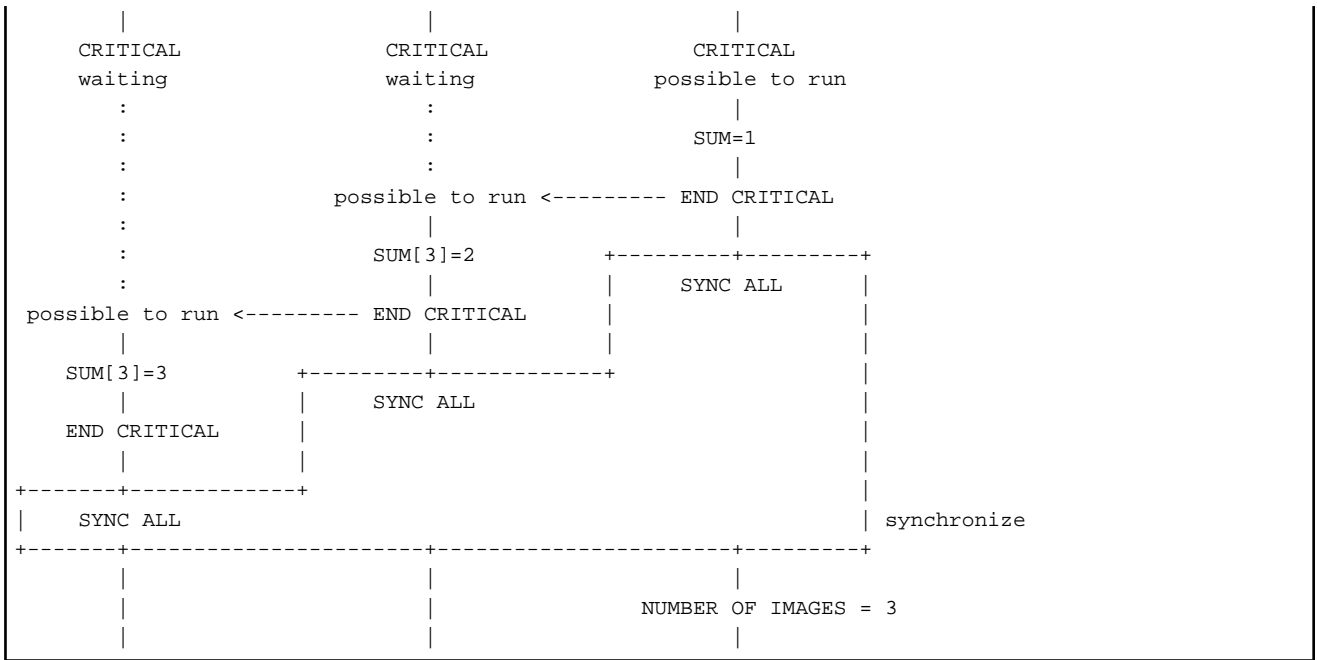 CRITICAL CRITICAL CRITICAL
waiting waiting possible to run
: : |
: : SUM=1
: : |
: possible to run <--------- END CRITICAL
: | |
: SUM[3]=2 +---------+---------+
: | | SYNC ALL |
possible to run <--------- END CRITICAL | |
| | | |
SUM[3]=3 +---------+-------------+ |
| | SYNC ALL |
END CRITICAL | |
| | |
+-------+-------------+ |
| SYNC ALL | synchronize
+-------+-----------------------+-----------------------+---------+
| | |
| | NUMBER OF IMAGES = 3
| | |